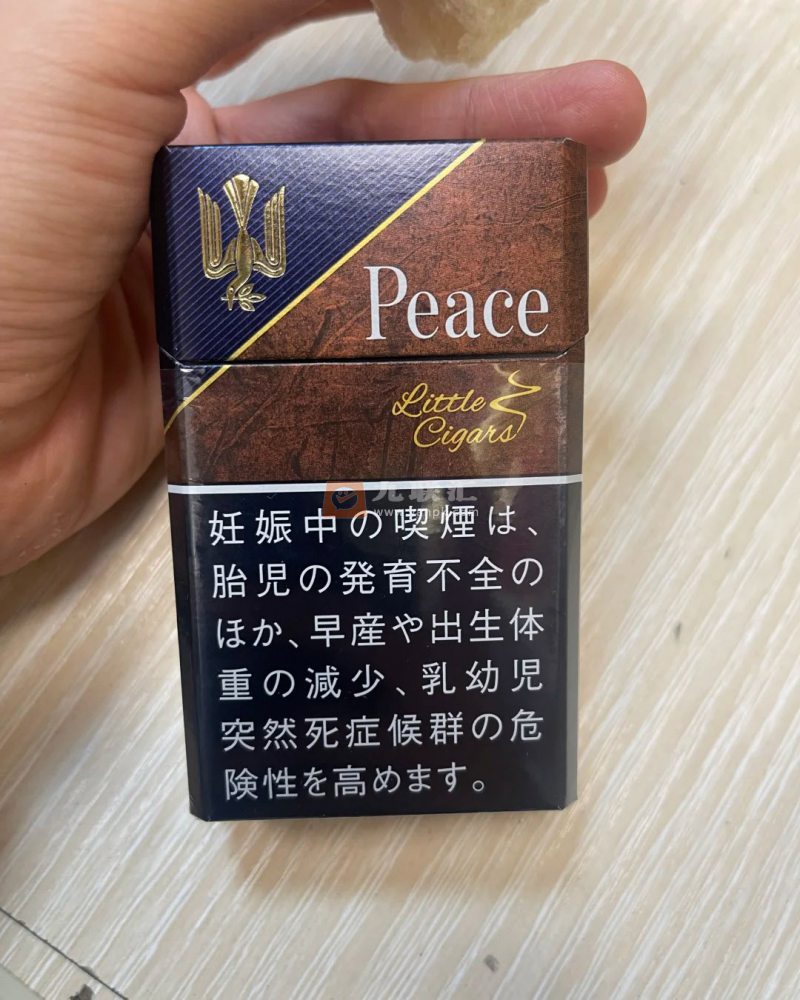 Peace
Little
Cigars
妊娠中の喫煙は、
胎児の発育不全の
ほか、早産や出生体
重の減少、乳幼児
突然死症候群の危
険性を高めます。